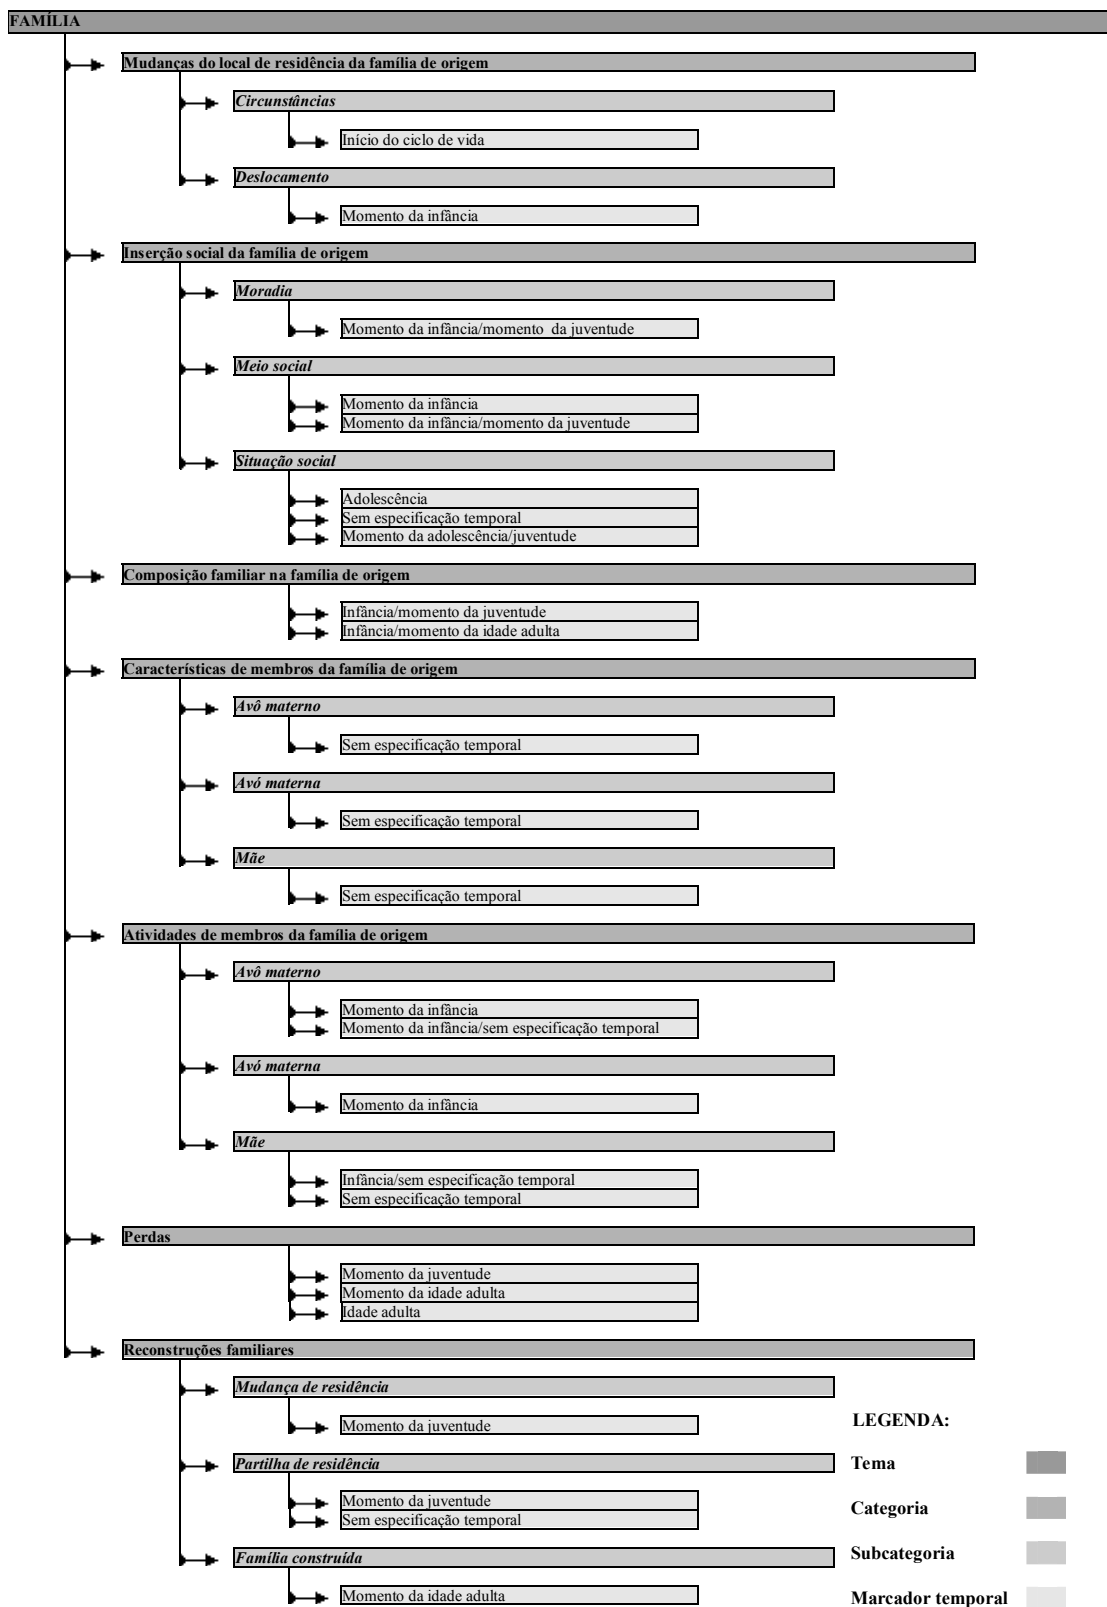 FAMÍLIA
Mudanças do local de residência da família de origem
Circunstâncias
Início do ciclo de vida
Deslocamento
Momento da infância
Inserção social da família de origem
Moradia
Momento da infância/momento da juventude
Meio social
Momento da infância
Momento da infância/momento da juventude
Situação social
Adolescência
Sem especificação temporal
Momento da adolescência/juventude
Composição familiar na família de origem
Infância/momento da juventude
Infância/momento da idade adulta
Características de membros da família de origem
Avô materno
Sem especificação temporal
Avó materna
Sem especificação temporal
Mãe
Sem especificação temporal
Atividades de membros da família de origem
Avô materno
Momento da infância
Momento da infância/sem especificação temporal
Avó materna
Momento da infância
Mãe
Infância/sem especificação temporal
Sem especificação temporal
Perdas
Momento da juventude
Momento da idade adulta
Idade adulta
Reconstruções familiares
Mudança de residência
Momento da juventude
Partilha de residência
Momento da juventude
Sem especificação temporal
Família construída
Momento da idade adulta
LEGENDA:
Tema
Categoria
Subcategoria
Marcador temporal